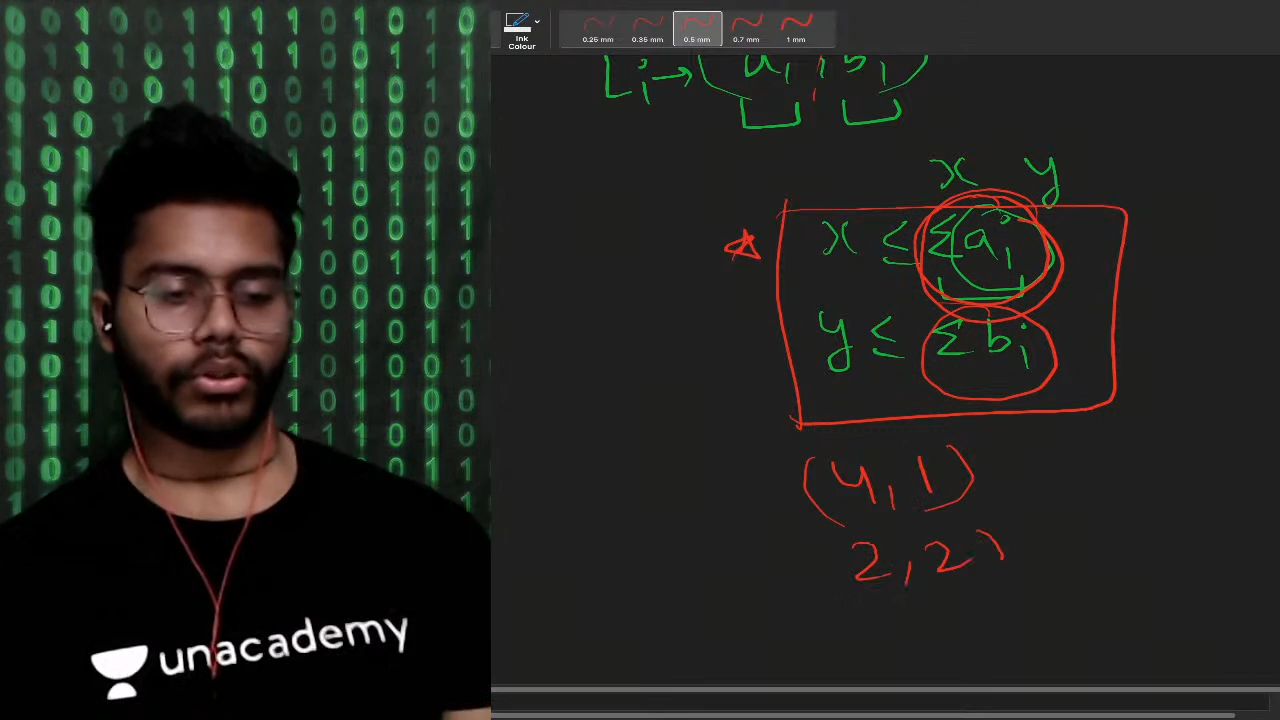 Ink
Colour
0.25 mm 0.35 mm 0.5 mm 0.7 mm 1 mm
Li → (ai, bi)
x y
x ≤ Σai
y ≤ Σbi
(4,1)
2,2)
unacademy